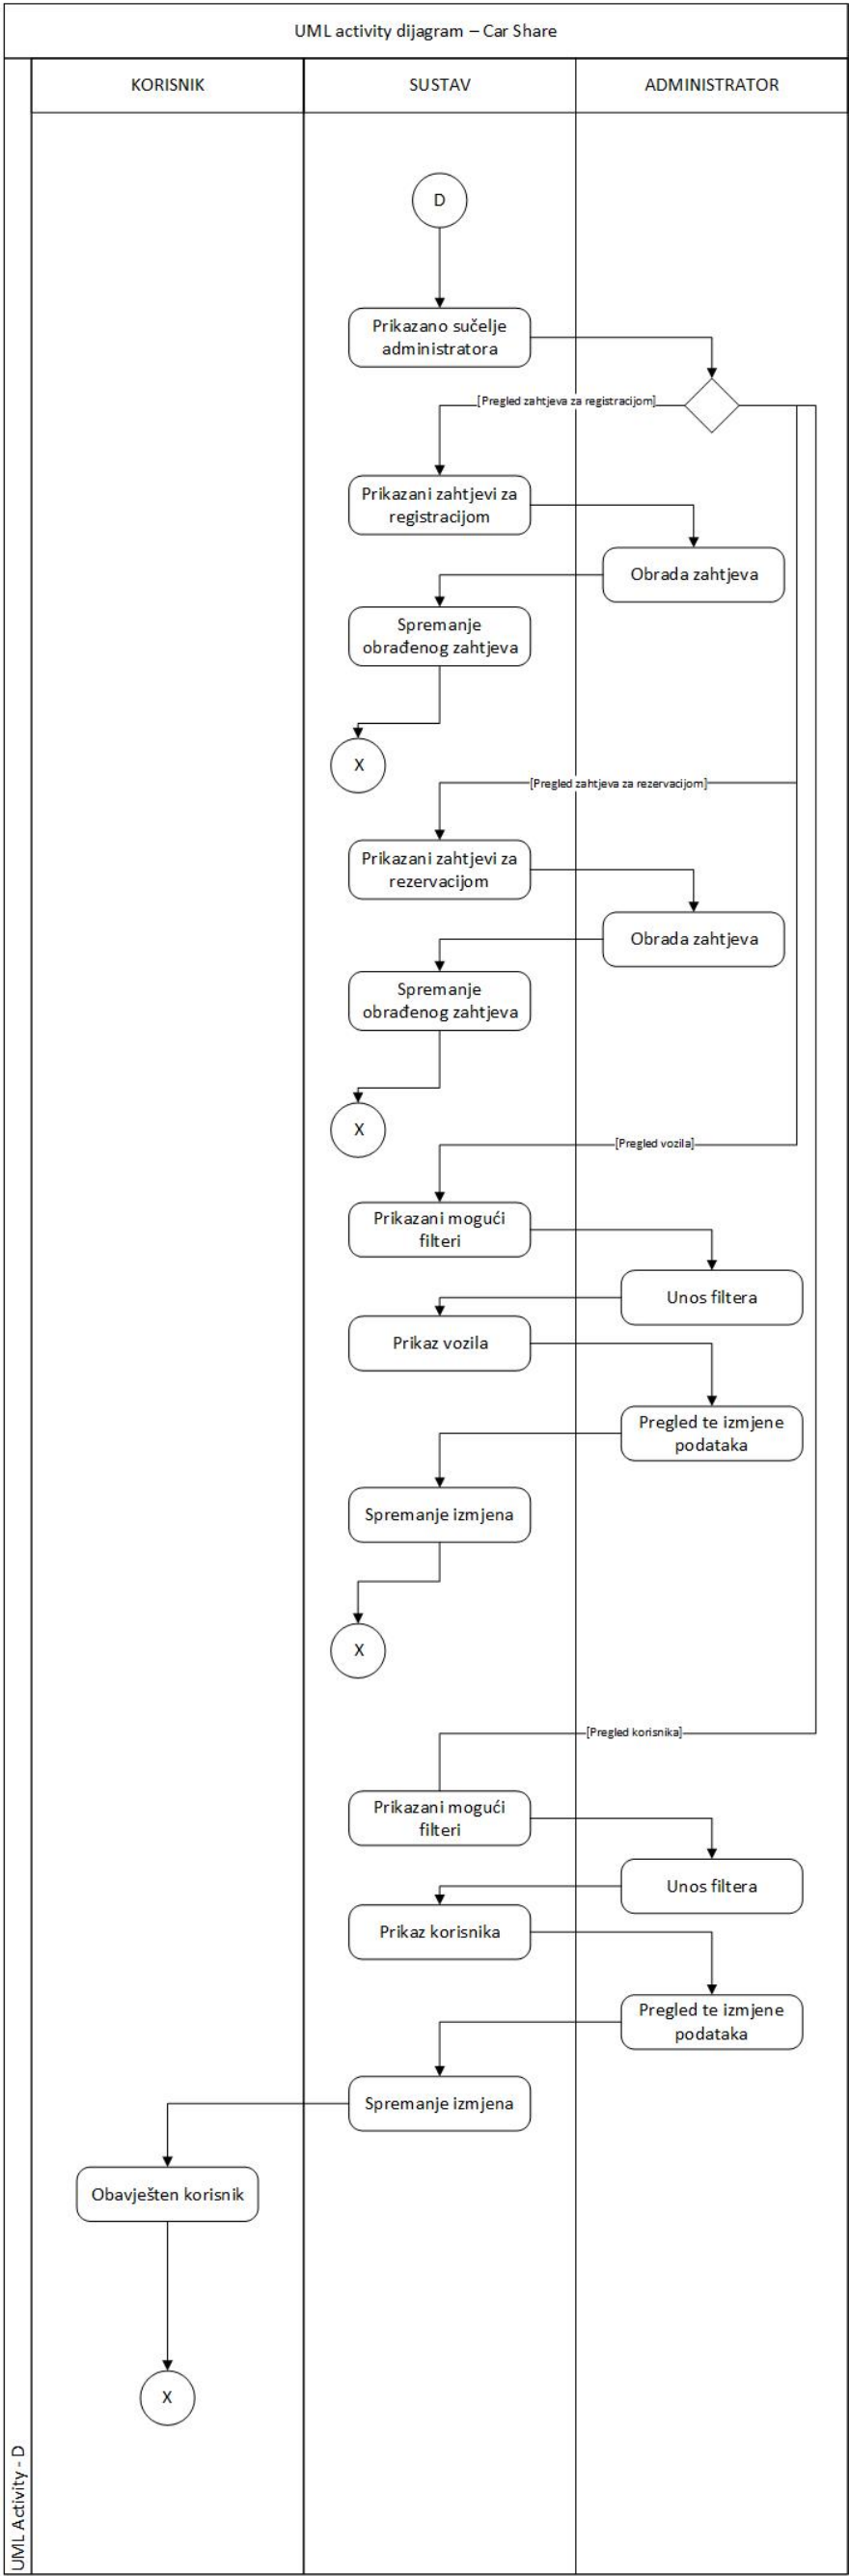 UML activity dijagram – Car Share
KORISNIK
SUSTAV
ADMINISTRATOR
D
Prikazano sučelje
administratora
[Pregled zahtjeva za registracijom]
Prikazani zahtjevi za
registracijom
Obrada zahtjeva
Spremanje
obrađenog zahtjeva
X
[Pregled zahtjeva za rezervacijom]
Prikazani zahtjevi za
rezervacijom
Obrada zahtjeva
Spremanje
obrađenog zahtjeva
X
[Pregled vozila]
Prikazani mogući
filteri
Unos filtera
Prikaz vozila
Pregled te izmjene
podataka
Spremanje izmjena
X
[Pregled korisnika]
Prikazani mogući
filteri
Unos filtera
Prikaz korisnika
Pregled te izmjene
podataka
Spremanje izmjena
Obavješten korisnik
X
UML Activity - D